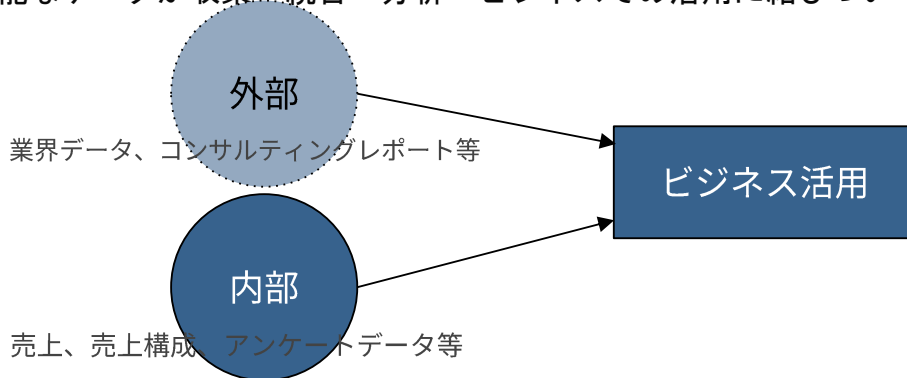 外部
業界データ、コンサルティングレポート等
ビジネス活用
内部
売上、売上構成、アンケートデータ等